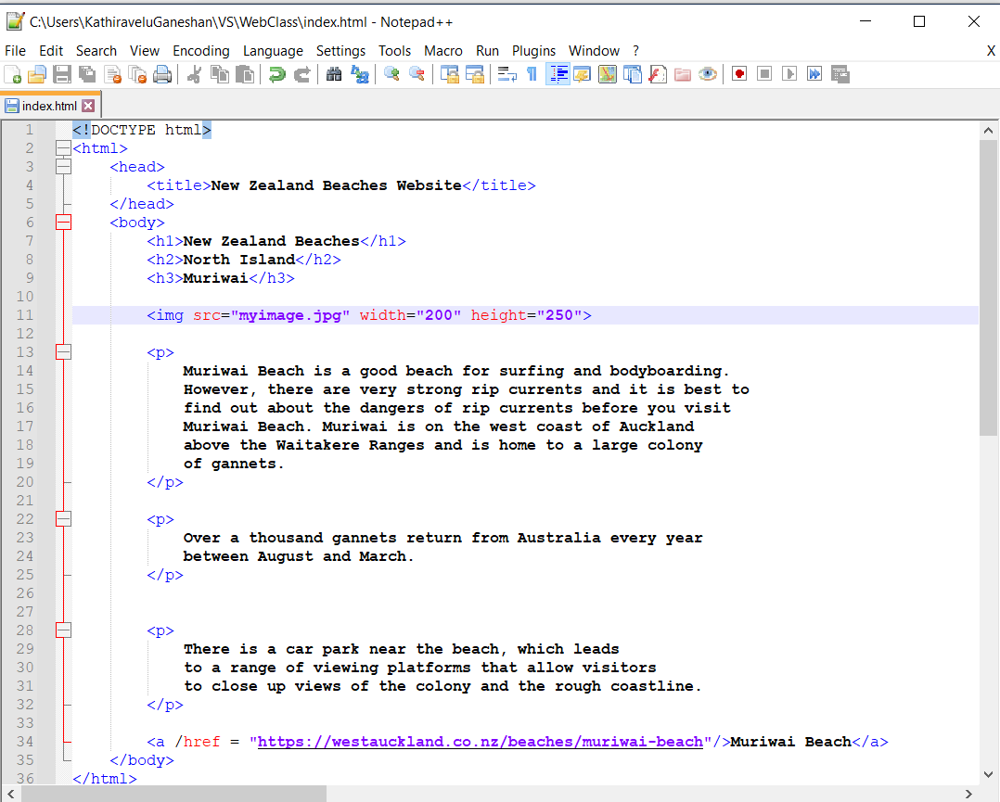 C:\Users\KathiraveluGaneshan\VS\WebClass\index.html - Notepad++
File Edit Search View Encoding Language Settings Tools Macro Run Plugins Window ? X
index.html
1 <!DOCTYPE html>
2 <html>
3 <head>
4 <title>New Zealand Beaches Website</title>
5 </head>
6 <body>
7 <h1>New Zealand Beaches</h1>
8 <h2>North Island</h2>
9 <h3>Muriwai</h3>
10
11 <img src="myimage.jpg" width="200" height="250">
12
13 <p>
14 Muriwai Beach is a good beach for surfing and bodyboarding.
15 However, there are very strong rip currents and it is best to
16 find out about the dangers of rip currents before you visit
17 Muriwai Beach. Muriwai is on the west coast of Auckland
18 above the Waitakere Ranges and is home to a large colony
19 of gannets.
20 </p>
21
22 <p>
23 Over a thousand gannets return from Australia every year
24 between August and March.
25 </p>
26
27
28 <p>
29 There is a car park near the beach, which leads
30 to a range of viewing platforms that allow visitors
31 to close up views of the colony and the rough coastline.
32 </p>
33
34 <a /href = "https://westauckland.co.nz/beaches/muriwai-beach"/>Muriwai Beach</a>
35 </body>
36 </html>